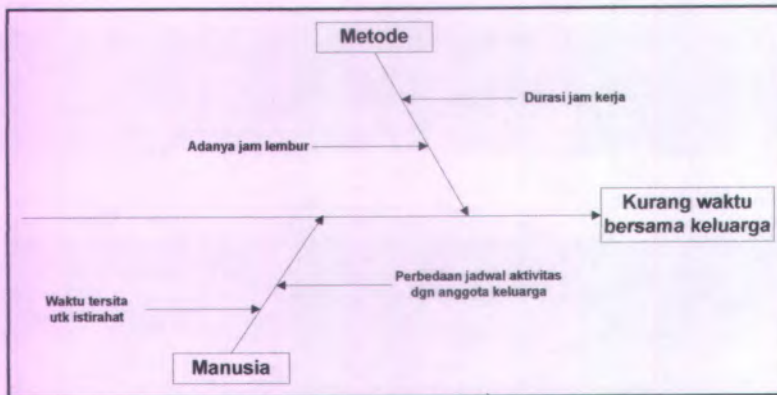 Metode
Durasi jam kerja
Adanya jam lembur
Kurang waktu
bersama keluarga
Perbedaan jadwal aktivitas
dgn anggota keluarga
Waktu tersita
utk istirahat
Manusia